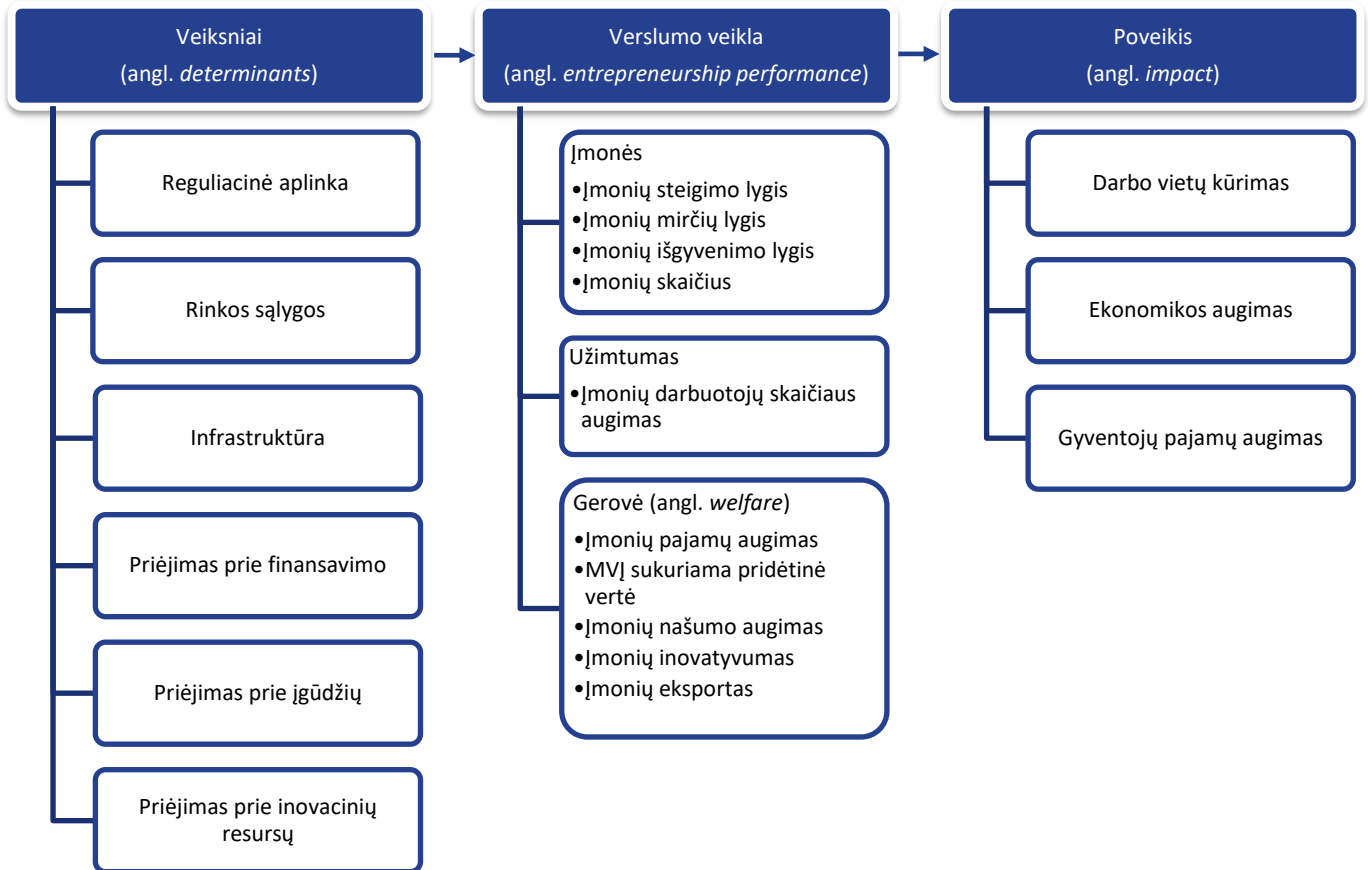 Veiksniai
(angl. determinants)
Reguliacinė aplinka
Rinkos sąlygos
Infrastruktūra
Priėjimas prie finansavimo
Priėjimas prie įgūdžių
Priėjimas prie inovacinių
resursų
Verslumo veikla
(angl. entrepreneurship performance)
Įmonės
•Įmonių steigimo lygis
•Įmonių mirčių lygis
•Įmonių išgyvenimo lygis
•Įmonių skaičius
Užimtumas
•Įmonių darbuotojų skaičiaus
augimas
Gerovė (angl. welfare)
•Įmonių pajamų augimas
•MVĮ sukuriama pridėtinė
vertė
•Įmonių našumo augimas
•Įmonių inovatyvumas
•Įmonių eksportas
Poveikis
(angl. impact)
Darbo vietų kūrimas
Ekonomikos augimas
Gyventojų pajamų augimas